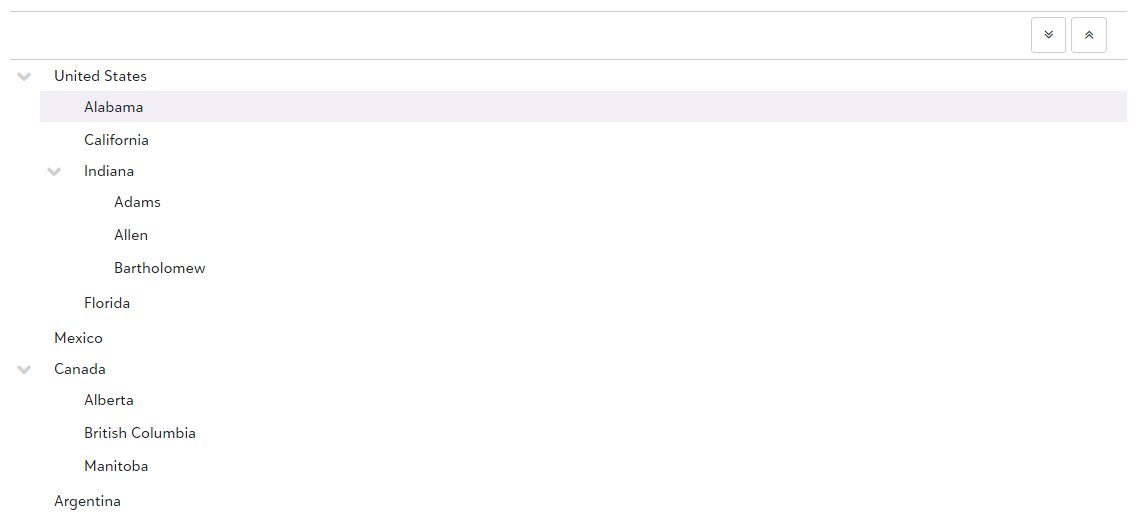 United States
Alabama
California
Indiana
Adams
Allen
Bartholomew
Florida
Mexico
Canada
Alberta
British Columbia
Manitoba
Argentina